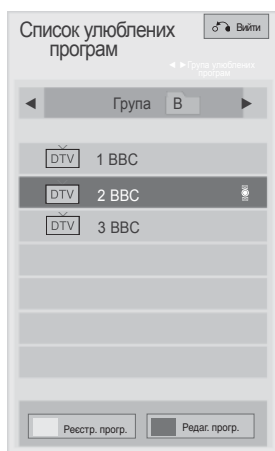 Список улюблених
програм
Вийти
◄ ►Група улюблених
програм
◄ Група B ►
DTV 1 BBC
DTV 2 BBC
DTV 3 BBC
Реєстр. прогр. Редаг. прогр.